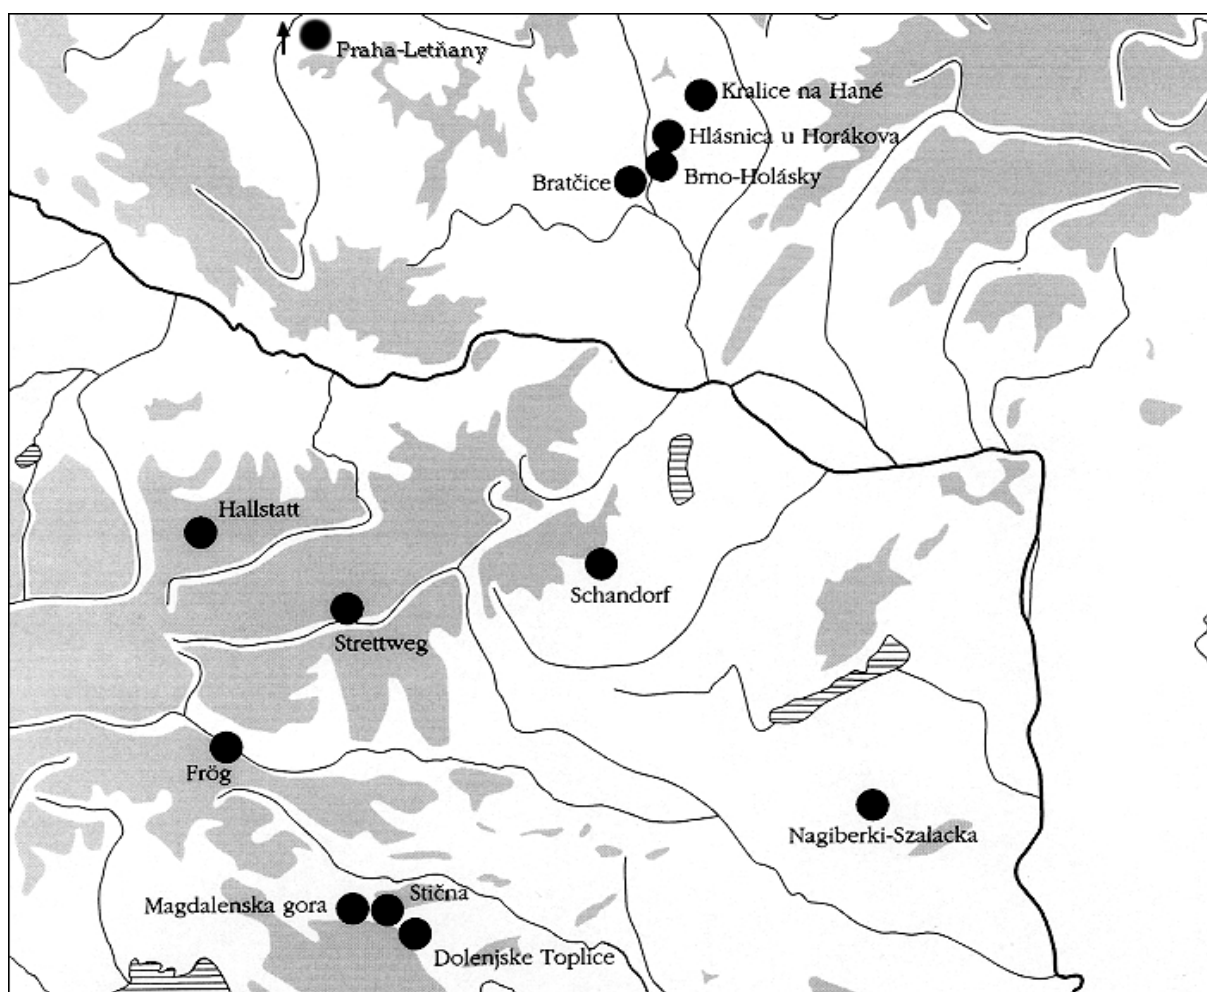 Praha-Letňany
Kralice na Hané
Hlásnica u Horákova
Brno-Holásky
Bratčice
Hallstatt
Schandorf
Strettweg
Frög
Nagiberki-Szalacka
Magdalenska gora
Stična
Dolenjske Toplice